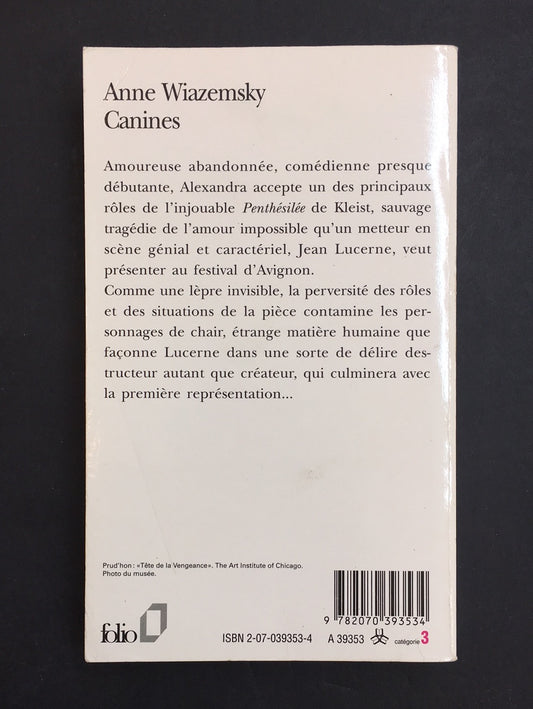 Anne Wiazemsky
Canines
Amoureuse abandonnée, comédienne presque
débutante, Alexandra accepte un des principaux
rôles de l'injouable Penthésilée de Kleist, sauvage
tragédie de l'amour impossible qu'un metteur en
scène génial et caractériel, Jean Lucerne, veut
présenter au festival d'Avignon.
Comme une lèpre invisible, la perversité des rôles
et des situations de la pièce contamine les per-
sonnages de chair, étrange matière humaine que
façonne Lucerne dans une sorte de délire des-
tructeur autant que créateur, qui culminera avec
la première représentation...
Prud'hon : «Tête de la Vengeance». The Art Institute of Chicago.
Photo du musée.
9 782070 393534
folio
ISBN 2-07-039353-4 A 39353 catégorie 3